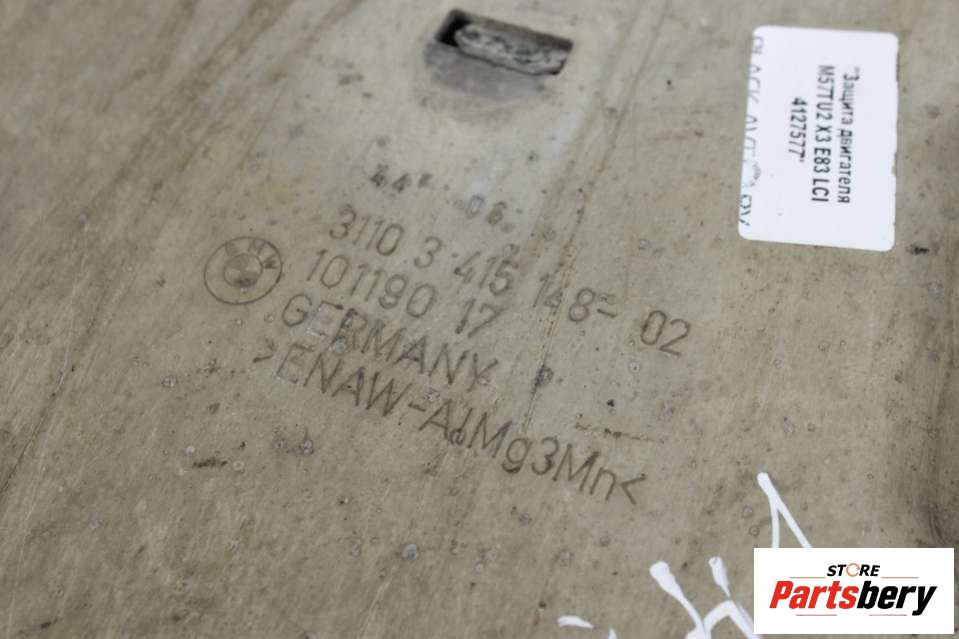 44 06
3110 3 415 148- 02
BMW
101190 17
GERMANY
>ENAW-AlMg3Mn<
"Защита двигателя
M57TU2 X3 E83 LCI
4127577"
STORE
Partsbery